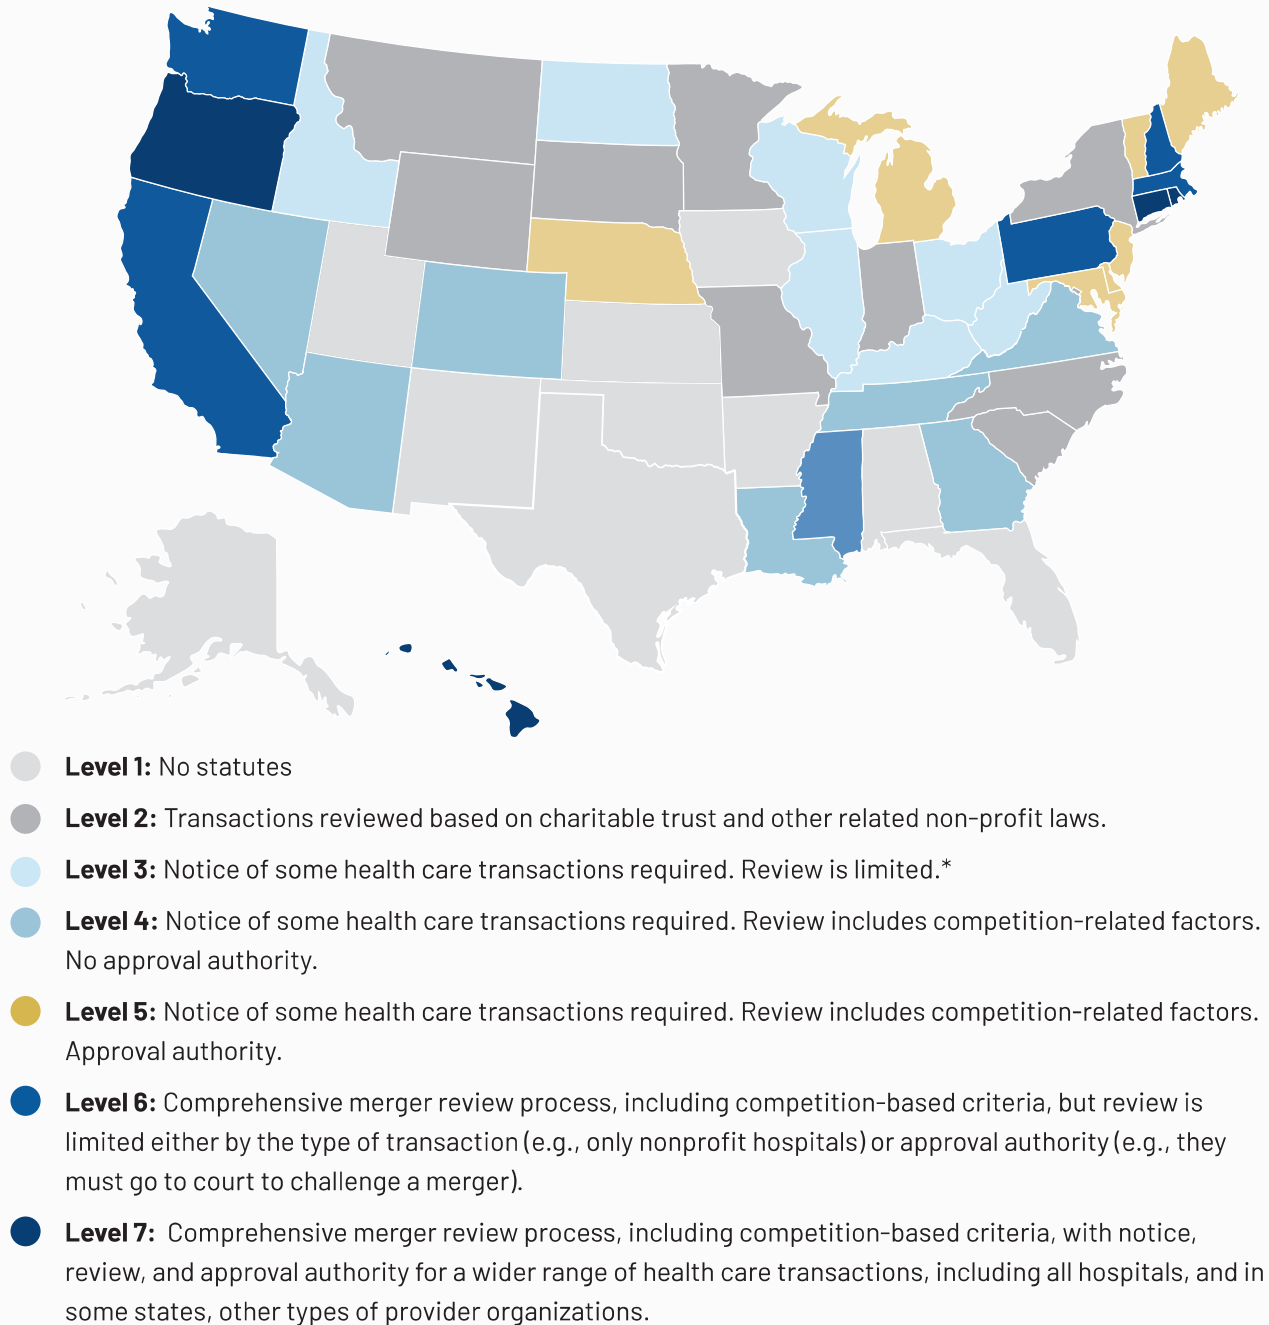 Level 1: No statutes
Level 2: Transactions reviewed based on charitable trust and other related non-profit laws.
Level 3: Notice of some health care transactions required. Review is limited.*
Level 4: Notice of some health care transactions required. Review includes competition-related factors.
No approval authority.
Level 5: Notice of some health care transactions required. Review includes competition-related factors.
Approval authority.
Level 6: Comprehensive merger review process, including competition-based criteria, but review is
limited either by the type of transaction (e.g., only nonprofit hospitals) or approval authority (e.g., they
must go to court to challenge a merger).
Level 7: Comprehensive merger review process, including competition-based criteria, with notice,
review, and approval authority for a wider range of health care transactions, including all hospitals, and in
some states, other types of provider organizations.